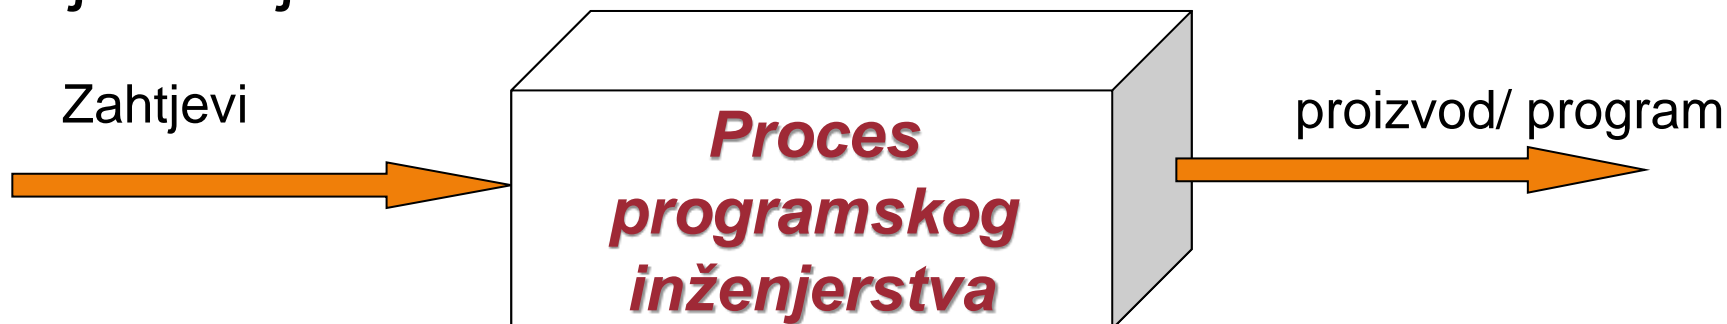 Zahtjevi
proizvod/ program
Proces
programskog
inženjerstva